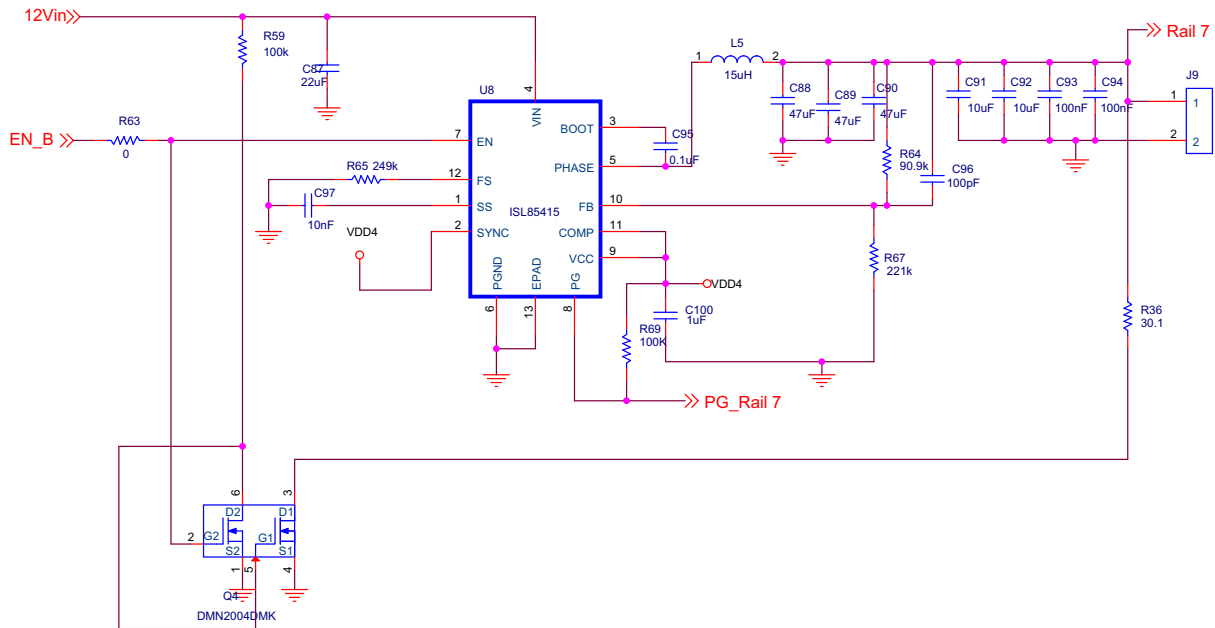 12Vin
Rail 7
R59
100k
L5
1
2
15uH
C87
22uF
C88
47uF
C89
47uF
C90
47uF
C91
10uF
C92
10uF
C93
100nF
C94
100nF
J9
1
1
2
2
U8
4
VIN
EN_B
R63
0
7
EN
BOOT
3
C95
0.1uF
PHASE
5
R64
90.9k
C96
100pF
R65 249k
12
FS
C97
10nF
1
SS
ISL85415
FB
10
VDD4
2
SYNC
COMP
11
VCC
9
R67
221k
PGND
EPAD
PG
6
13
8
VDD4
C100
1uF
R69
100K
R36
30.1
PG_Rail 7
6
3
D2
D1
2
G2
G1
S2
S1
1
5
4
Q4
DMN2004DMK